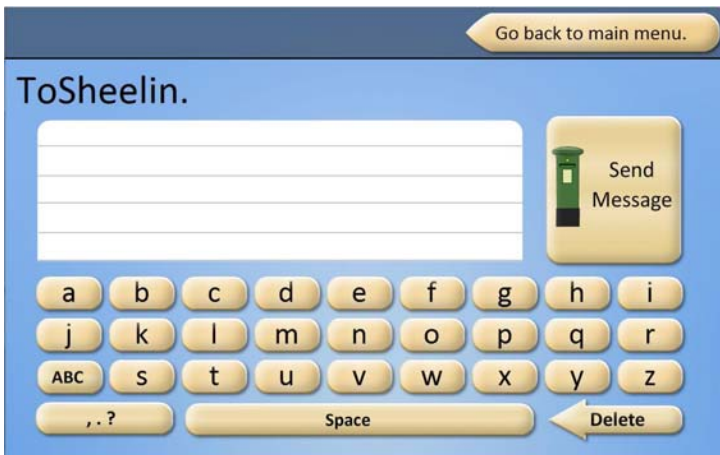 Go back to main menu.
ToSheelin.
Send
Message
a b c d e f g h i
j k l m n o p q r
ABC s t u v w x y z
, . ? Space Delete